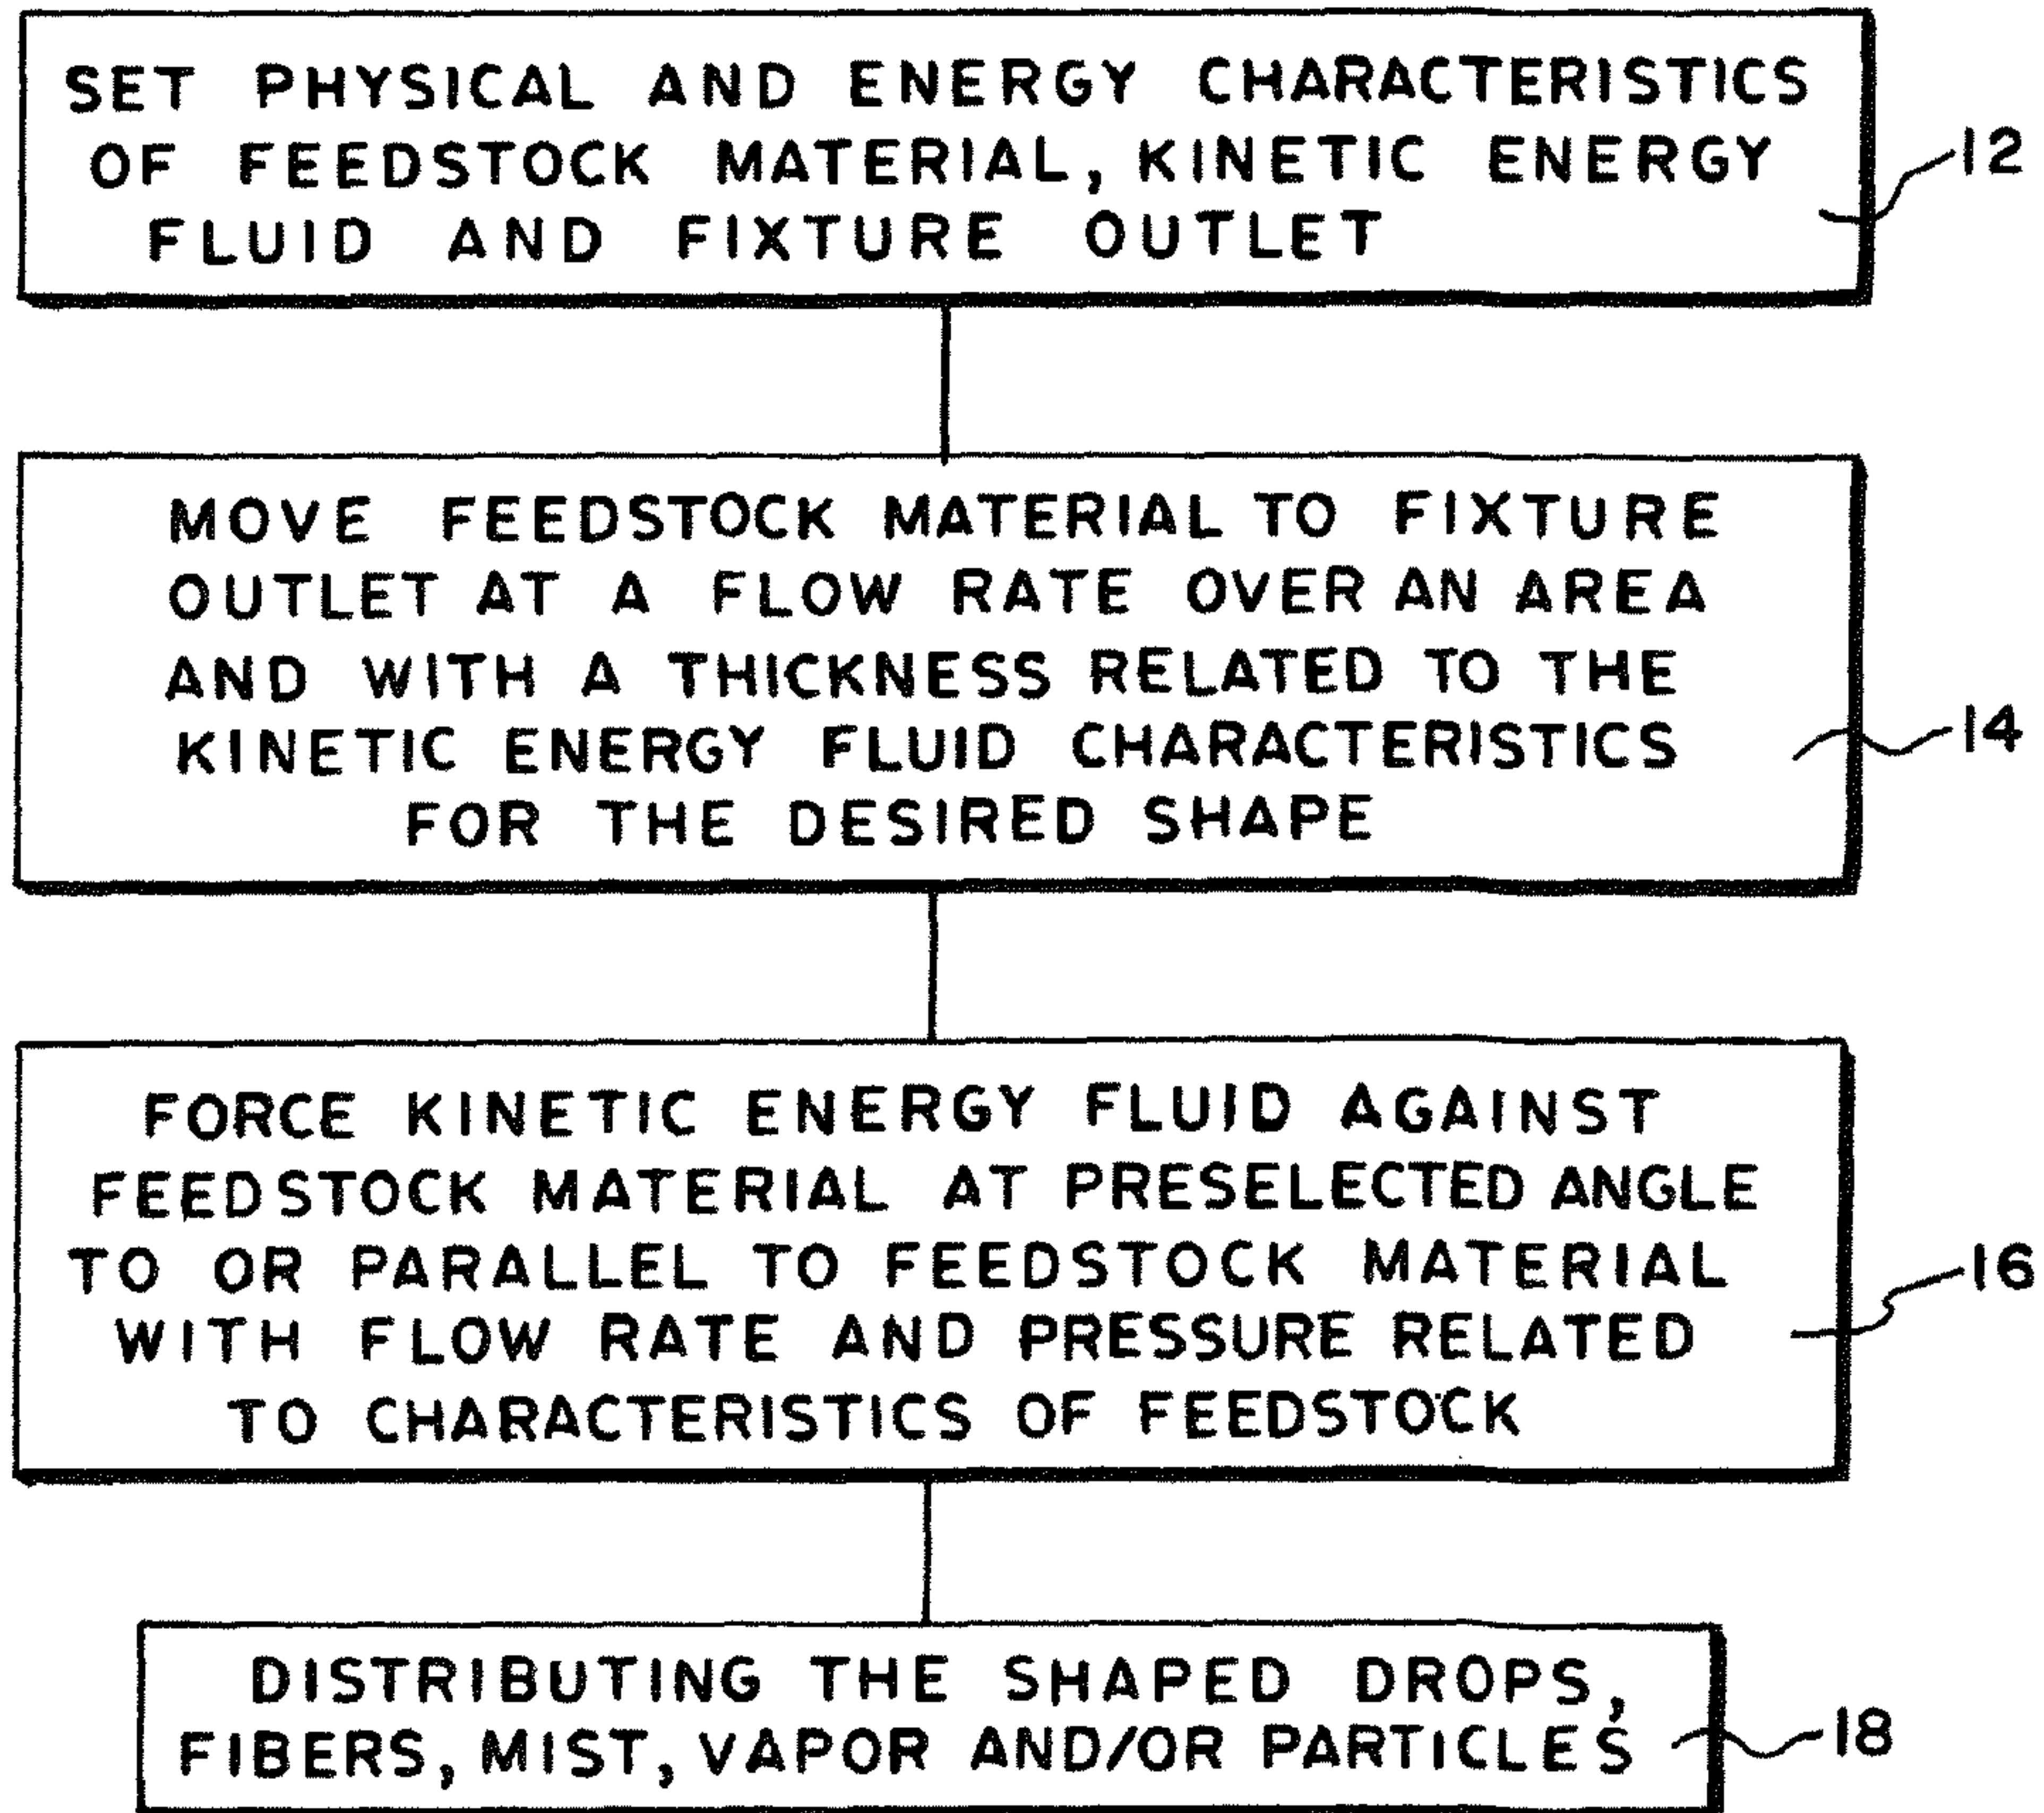 SET PHYSICAL AND ENERGY CHARACTERISTICS
OF FEEDSTOCK MATERIAL, KINETIC ENERGY
FLUID AND FIXTURE OUTLET
12
MOVE FEEDSTOCK MATERIAL TO FIXTURE
OUTLET AT A FLOW RATE OVER AN AREA
AND WITH A THICKNESS RELATED TO THE
KINETIC ENERGY FLUID CHARACTERISTICS
FOR THE DESIRED SHAPE
14
FORCE KINETIC ENERGY FLUID AGAINST
FEEDSTOCK MATERIAL AT PRESELECTED ANGLE
TO OR PARALLEL TO FEEDSTOCK MATERIAL
WITH FLOW RATE AND PRESSURE RELATED
TO CHARACTERISTICS OF FEEDSTOCK
16
DISTRIBUTING THE SHAPED DROPS,
FIBERS, MIST, VAPOR AND/OR PARTICLES
18